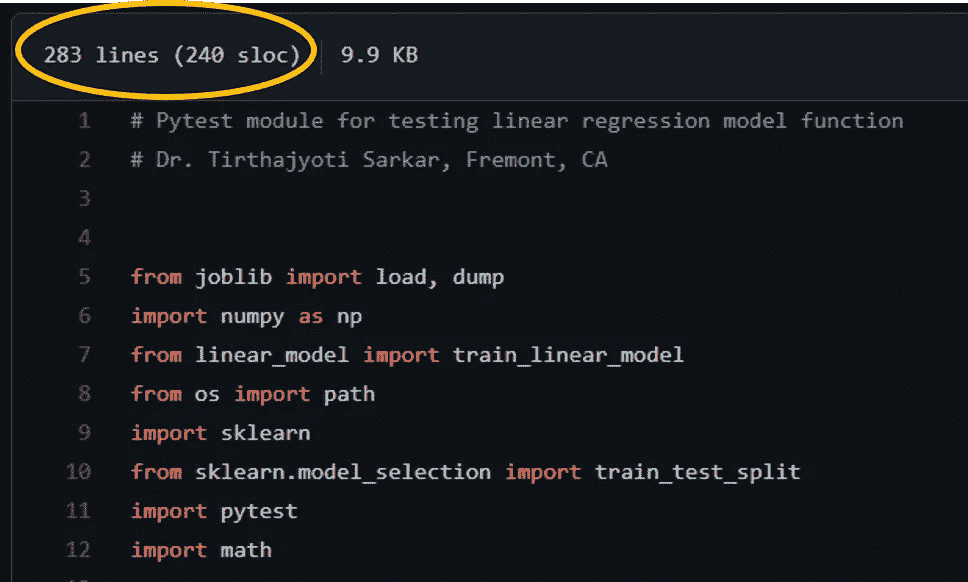 283 lines (240 sloc) 9.9 KB
1 # Pytest module for testing linear regression model function
2 # Dr. Tirthajyoti Sarkar, Fremont, CA
3
4
5 from joblib import load, dump
6 import numpy as np
7 from linear_model import train_linear_model
8 from os import path
9 import sklearn
10 from sklearn.model_selection import train_test_split
11 import pytest
12 import math